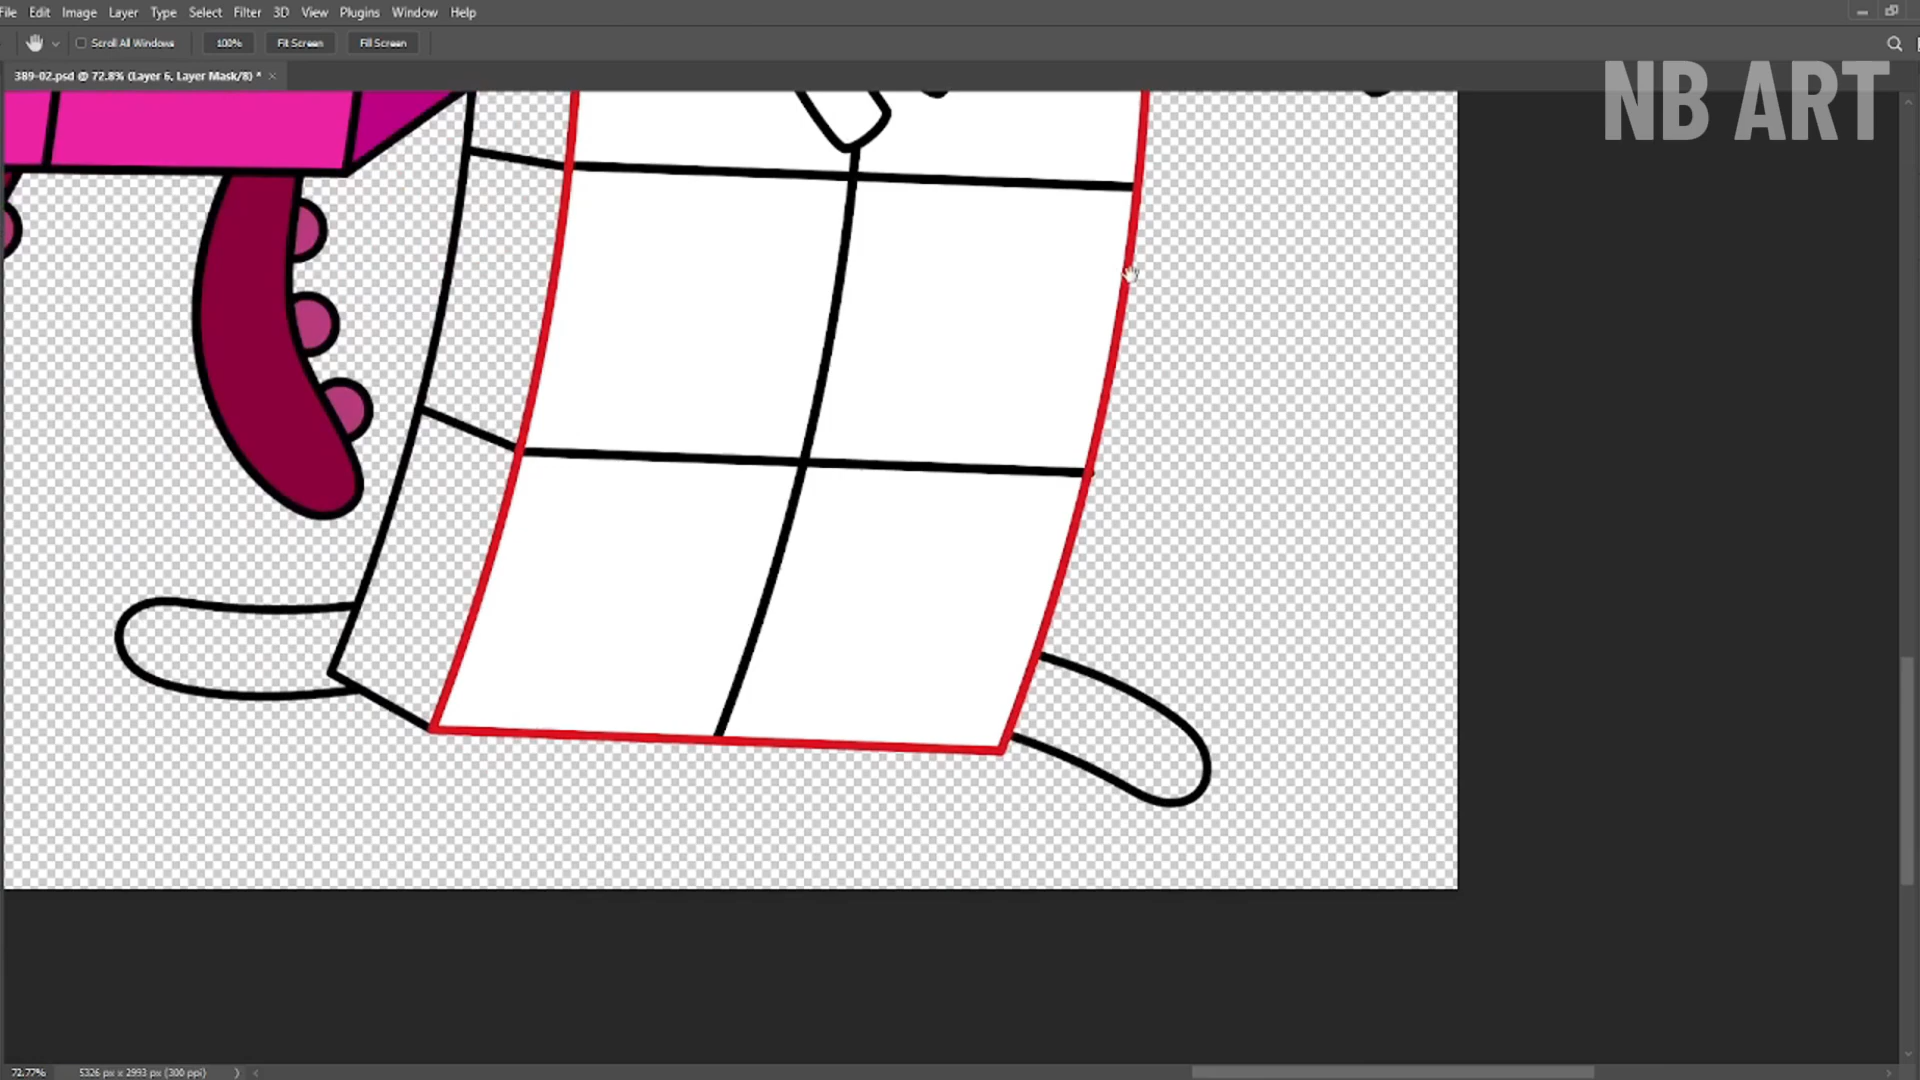 File Edit Image Layer Type Select Filter 3D View Plugins Window Help
Scroll All Windows 100% Fit Screen Fill Screen
389-02.psd @ 72.8% (Layer 6, Layer Mask/8) *
NB ART
72.77% 5326 px x 2993 px (300 ppi)